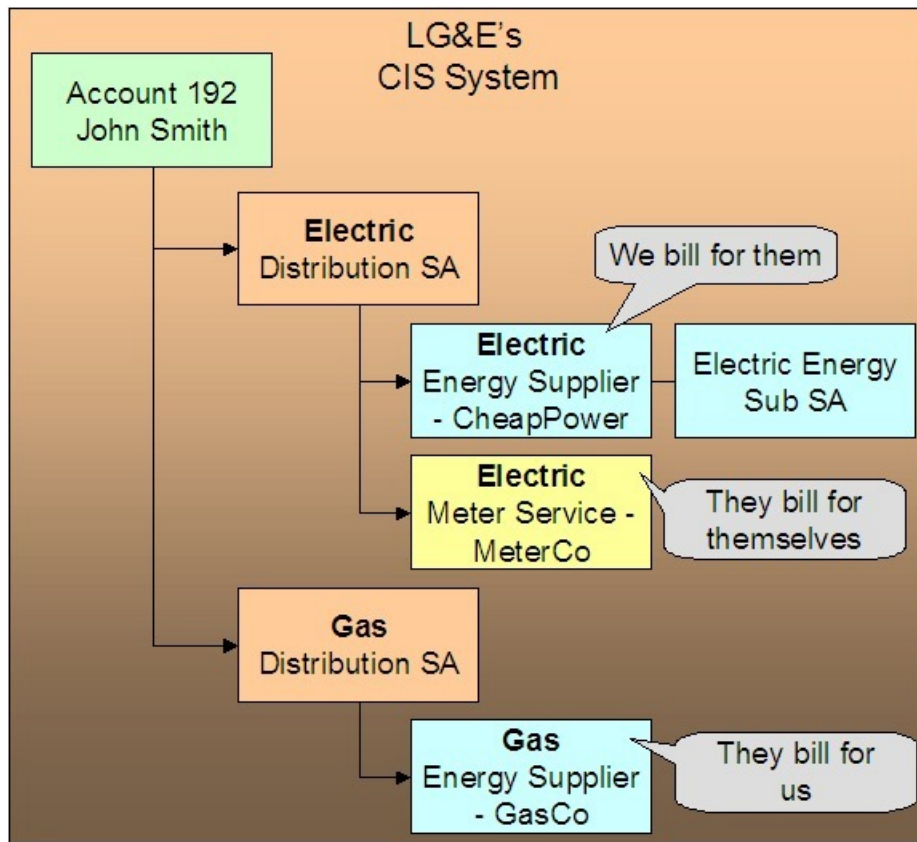 LG&E's
CIS System
Account 192
John Smith
Electric
Distribution SA
We bill for them
Electric
Energy Supplier
- CheapPower
Electric Energy
Sub SA
Electric
Meter Service -
MeterCo
They bill for
themselves
Gas
Distribution SA
Gas
Energy Supplier
- GasCo
They bill for
us